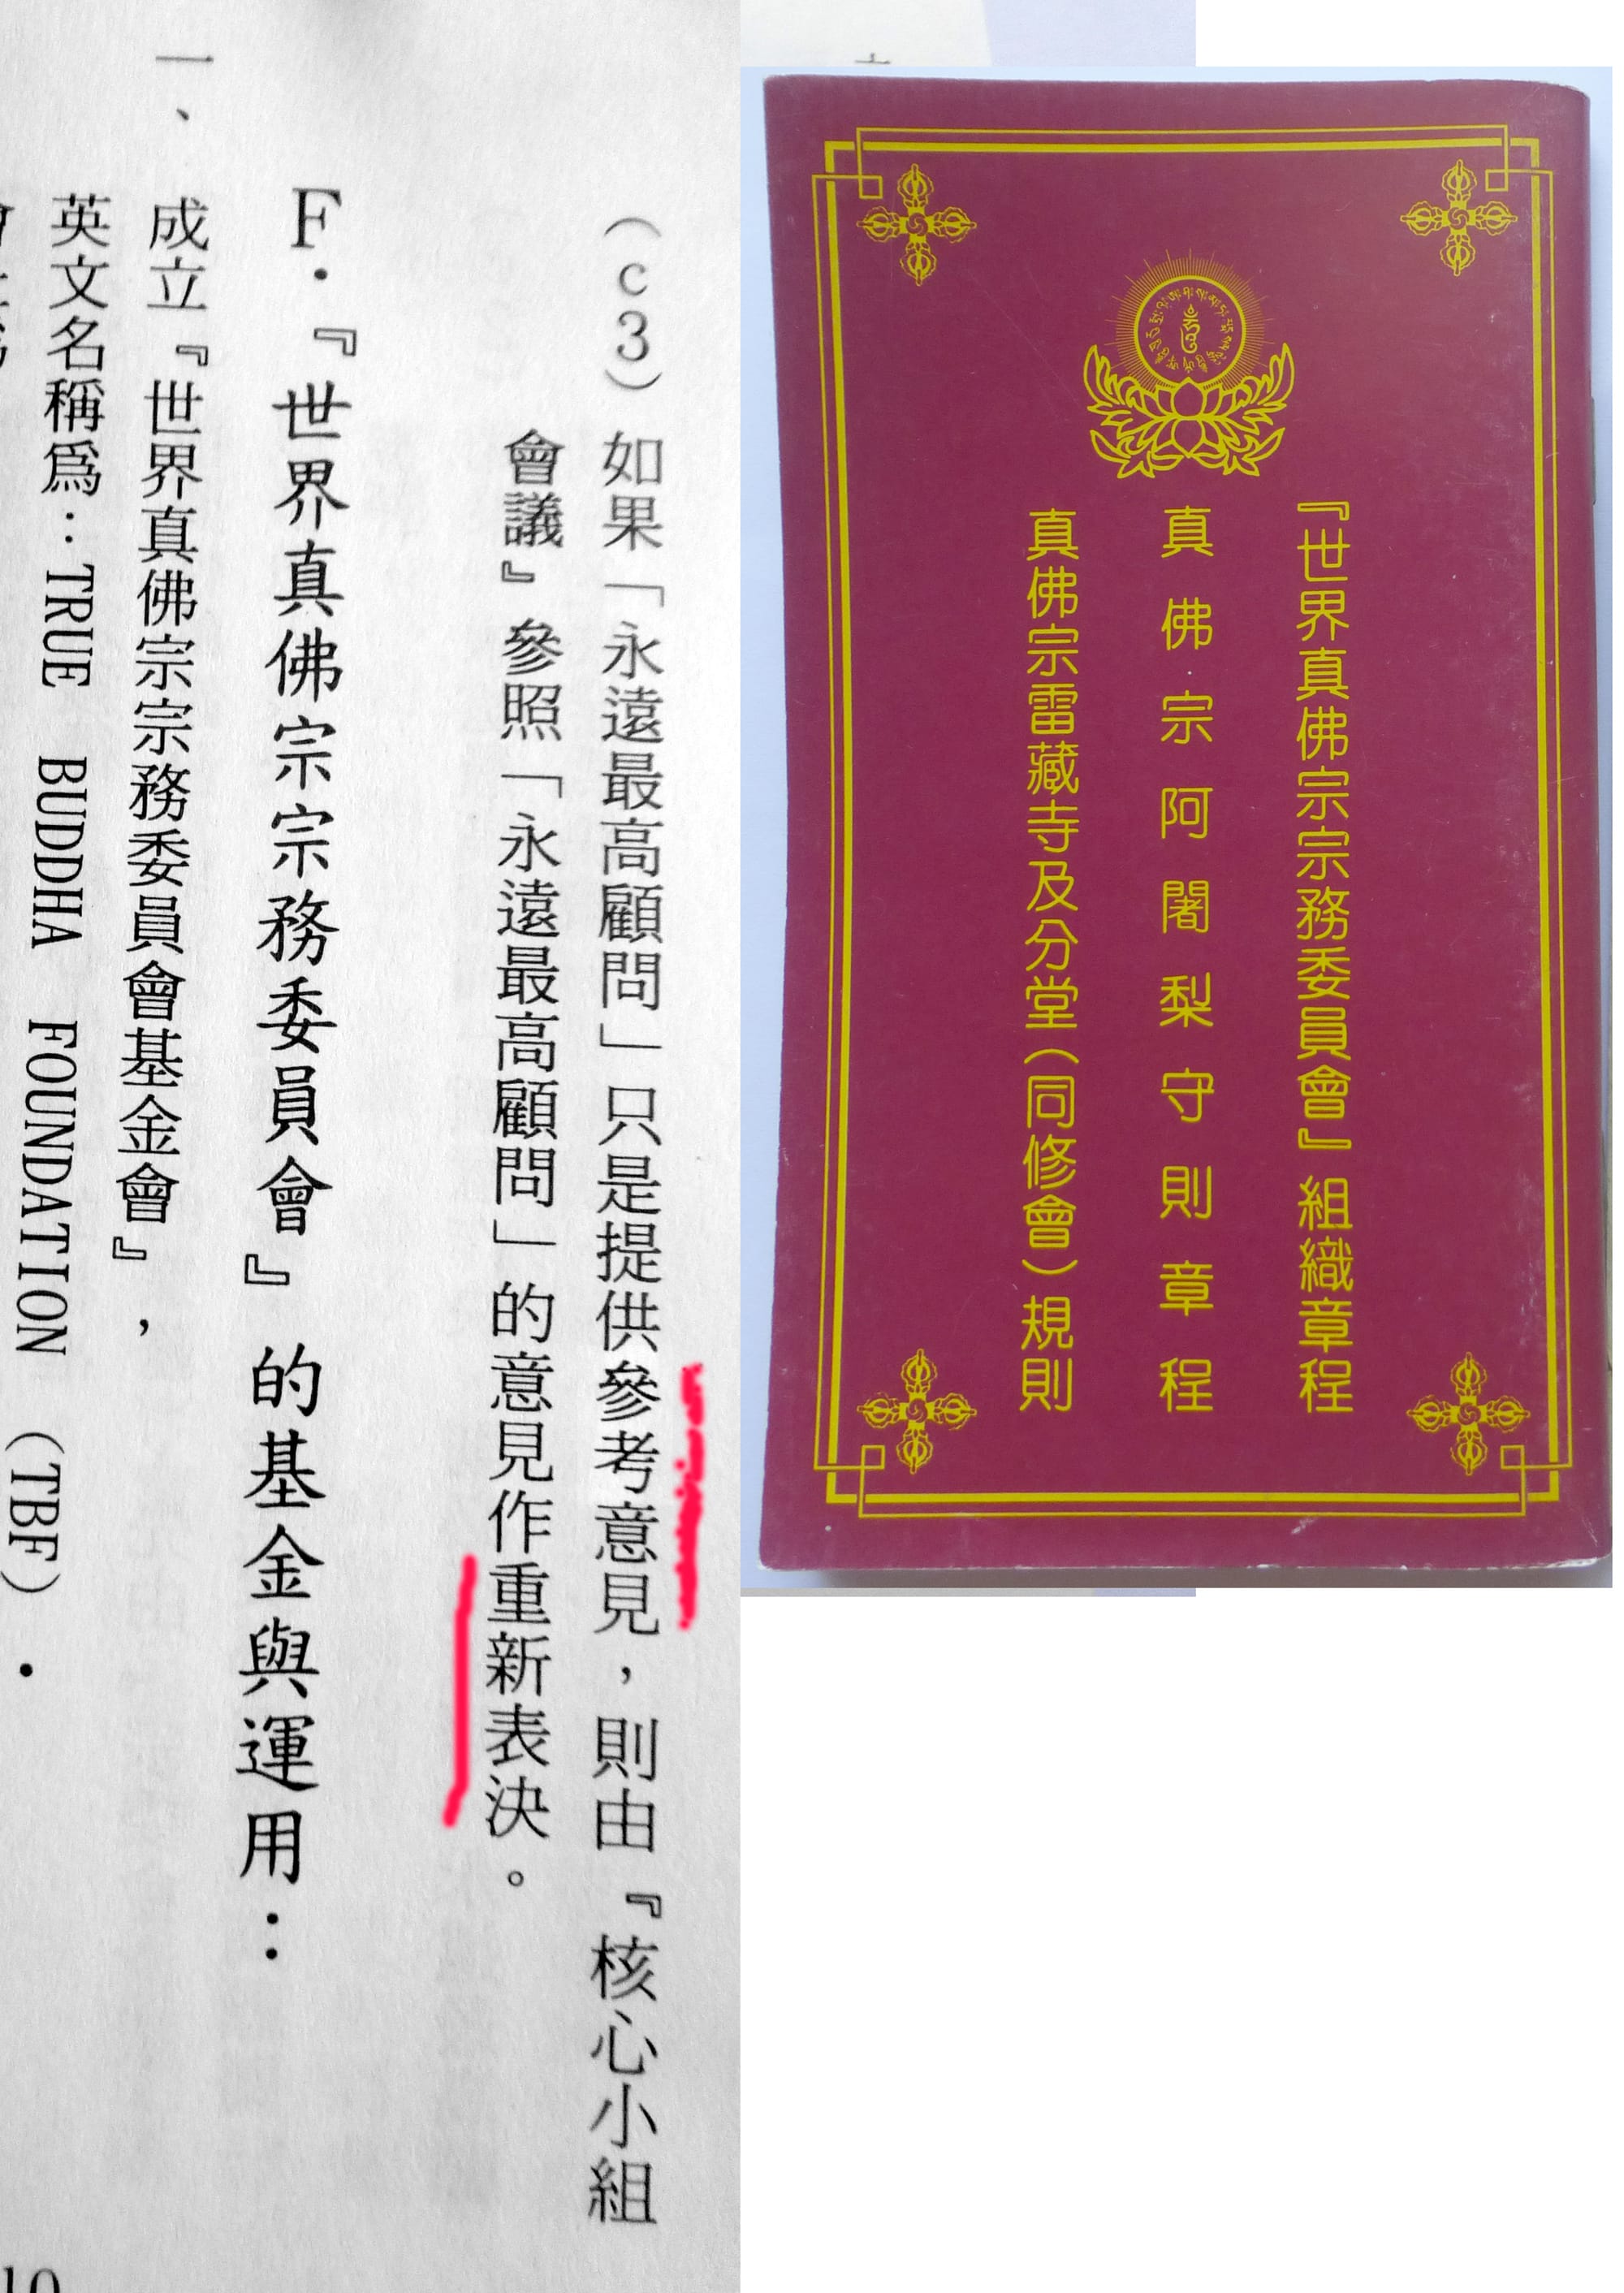 （c3）如果「永遠最高顧問」只是提供參考意見，則由『核心小組
會議』參照「永遠最高顧問」的意見作重新表決。
F．『世界真佛宗宗務委員會』的基金與運用：
一、成立『世界真佛宗宗務委員會基金會』，
英文名稱爲：TRUE BUDDHA FOUNDATION （TBF）．
10
『世界真佛宗宗務委員會』組織章程
真佛宗阿闍梨守則章程
真佛宗雷藏寺及分堂（同修會）規則